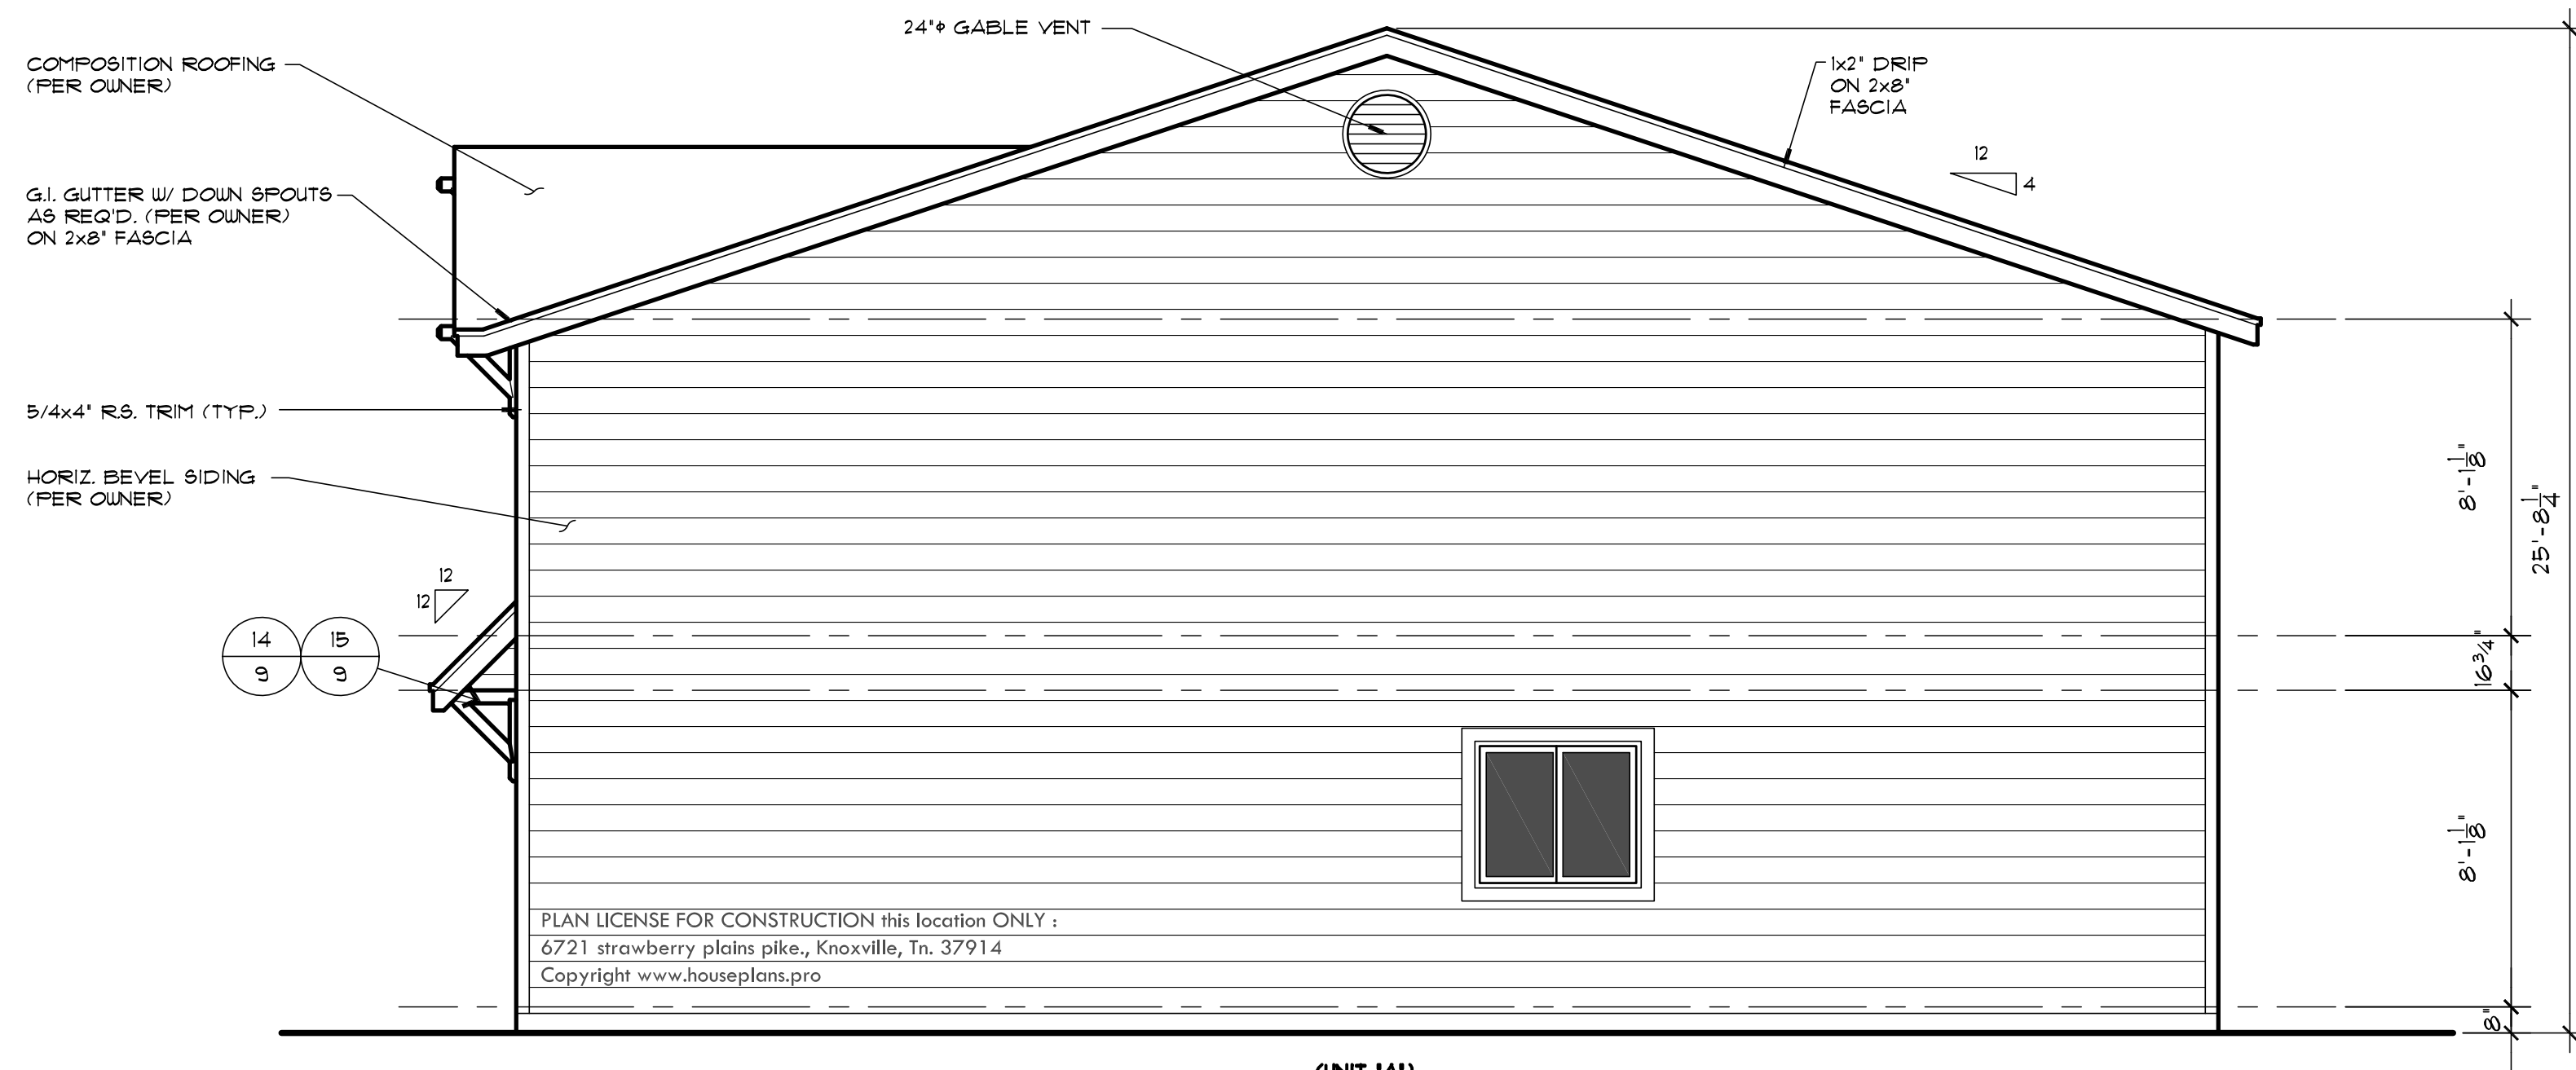 24"φ GABLE VENT
COMPOSITION ROOFING
(PER OWNER)
1x2" DRIP
ON 2x8"
FASCIA
12
4
G.I. GUTTER W/ DOWN SPOUTS
AS REQ'D. (PER OWNER)
ON 2x8" FASCIA
5/4x4" R.S. TRIM (TYP.)
HORIZ. BEVEL SIDING
(PER OWNER)
8'-1 1/8"
25'-8 1/4"
12
12
14
9
15
9
16 3/4"
8'-1 1/8"
PLAN LICENSE FOR CONSTRUCTION this location ONLY :
6721 strawberry plains pike., Knoxville, Tn. 37914
Copyright www.houseplans.pro
8"